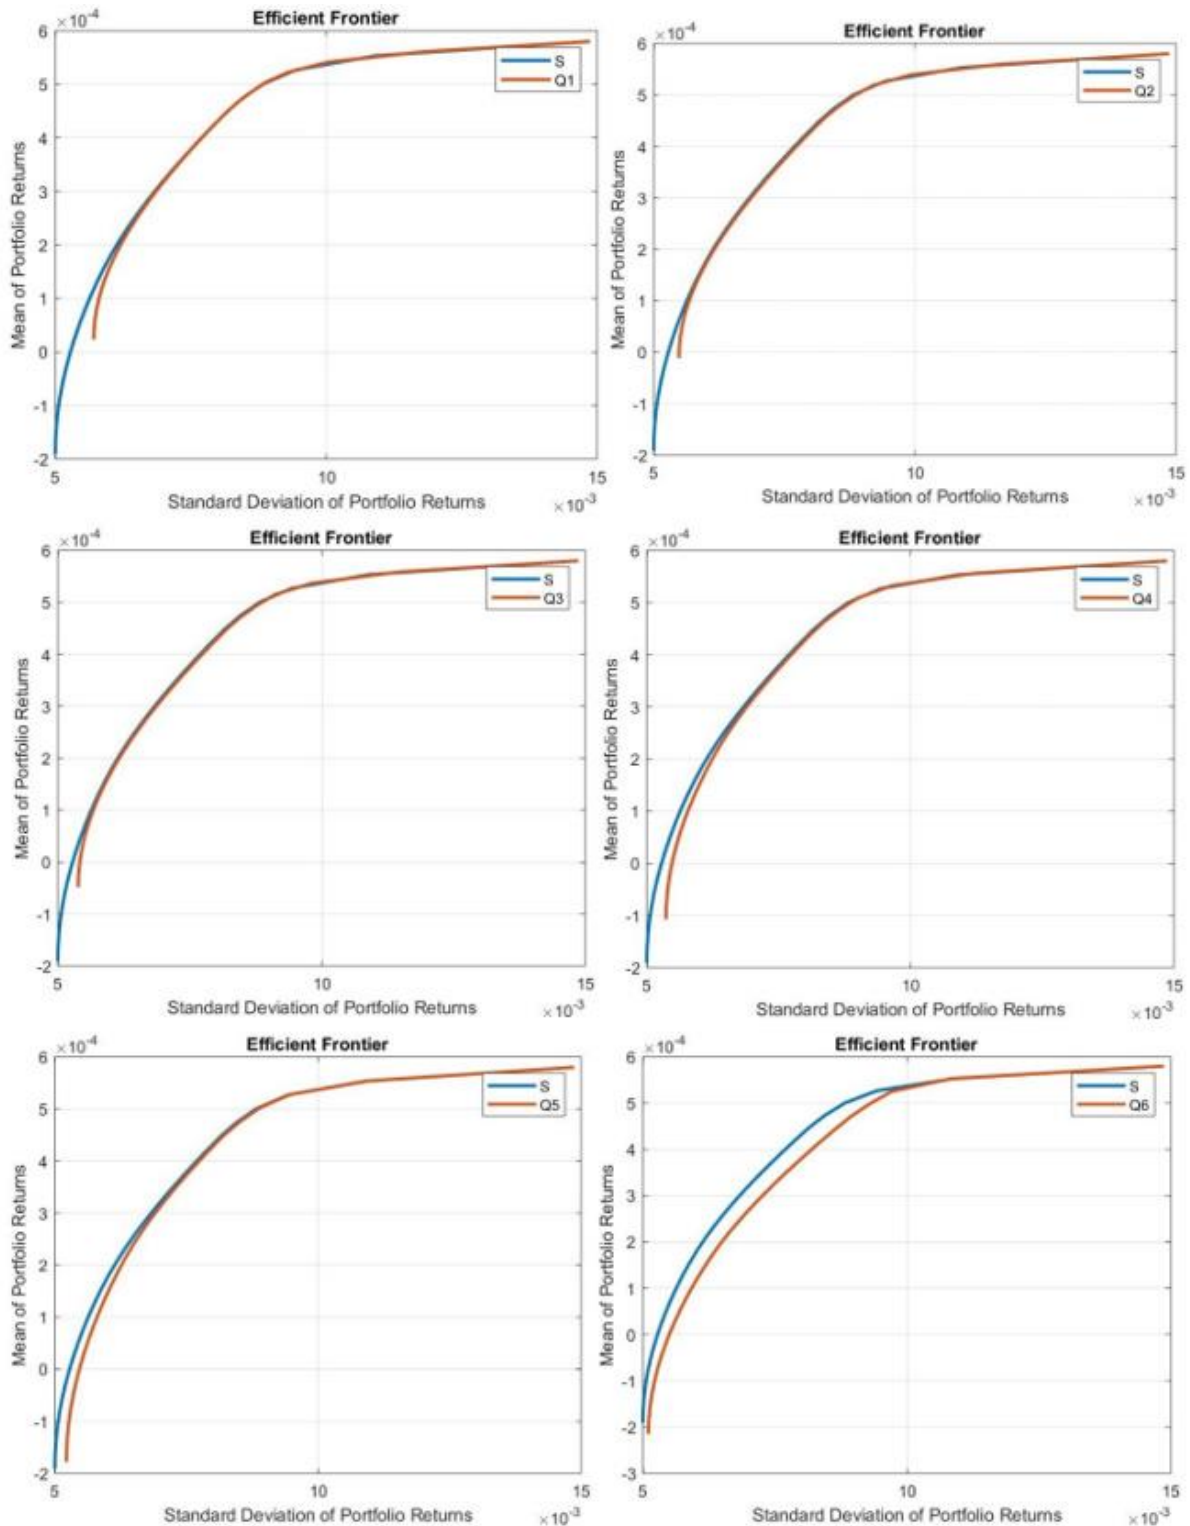 Efficient Frontier
×10-4
6
5
4
3
2
1
0
-1
-2
Mean of Portfolio Returns
S
Q1
5
10
15
Standard Deviation of Portfolio Returns
×10-3
Efficient Frontier
×10-4
6
5
4
3
2
1
0
-1
-2
Mean of Portfolio Returns
S
Q2
5
10
15
Standard Deviation of Portfolio Returns
×10-3
Efficient Frontier
×10-4
6
5
4
3
2
1
0
-1
-2
Mean of Portfolio Returns
S
Q3
5
10
15
Standard Deviation of Portfolio Returns
×10-3
Efficient Frontier
×10-4
6
5
4
3
2
1
0
-1
-2
Mean of Portfolio Returns
S
Q4
5
10
15
Standard Deviation of Portfolio Returns
×10-3
Efficient Frontier
×10-4
6
5
4
3
2
1
0
-1
-2
Mean of Portfolio Returns
S
Q5
5
10
15
Standard Deviation of Portfolio Returns
×10-3
Efficient Frontier
×10-4
6
5
4
3
2
1
0
-1
-2
-3
Mean of Portfolio Returns
S
Q6
5
10
15
Standard Deviation of Portfolio Returns
×10-3